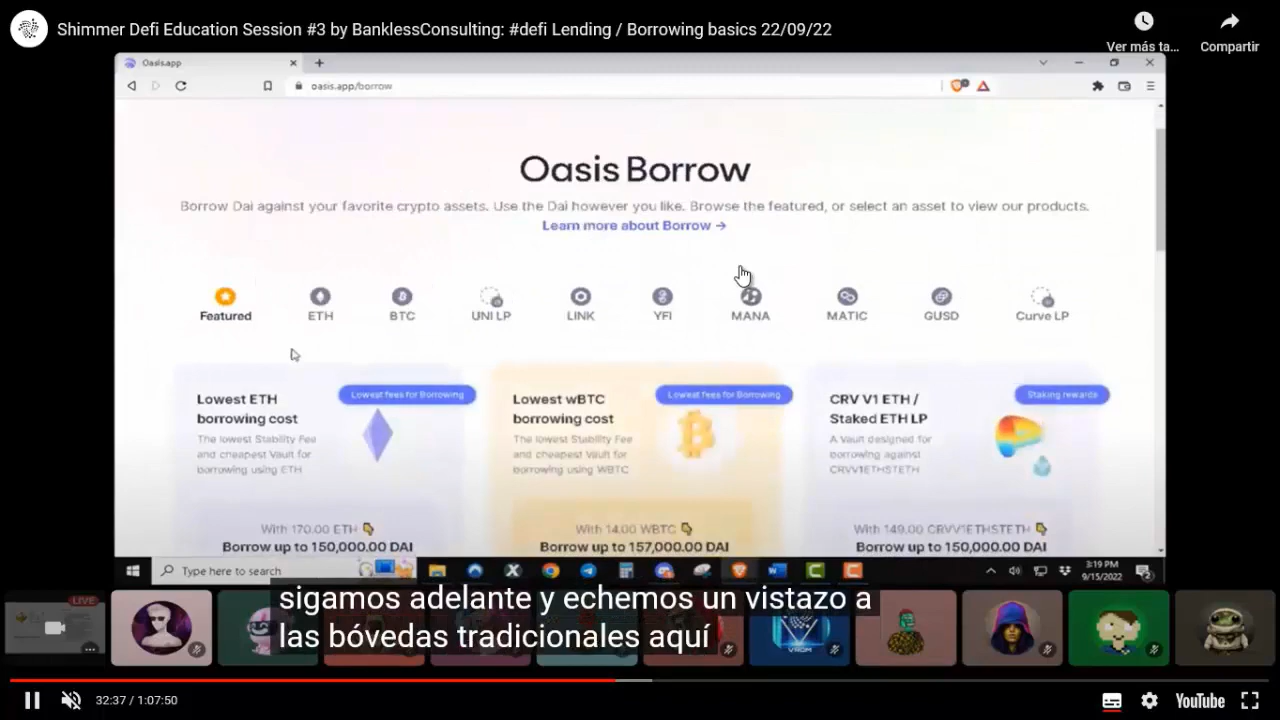 Shimmer Defi Education Session #3 by BanklessConsulting: #defi Lending / Borrowing basics 22/09/22
Ver más ta...
Compartir
Oasis.app
oasis.app/borrow
Oasis Borrow
Borrow Dai against your favorite crypto assets. Use the Dai however you like. Browse the featured, or select an asset to view our products.
Learn more about Borrow →
Featured
ETH
BTC
UNI LP
LINK
YFI
MANA
MATIC
GUSD
Curve LP
Lowest fees for Borrowing
Lowest ETH
borrowing cost
The lowest Stability Fee
and cheapest Vault for
borrowing using ETH
With 170.00 ETH
Borrow up to 150,000.00 DAI
Lowest fees for Borrowing
Lowest wBTC
borrowing cost
The lowest Stability Fee
and cheapest Vault for
borrowing using WBTC
With 14.00 WBTC
Borrow up to 157,000.00 DAI
Staking rewards
CRV V1 ETH /
Staked ETH LP
A Vault designed for
borrowing against
CRVV1ETHSTETH
With 149.00 CRVV1ETHSTETH
Borrow up to 150,000.00 DAI
Type here to search
3:19 PM
9/15/2022
LIVE
VROM
sigamos adelante y echemos un vistazo a
las bóvedas tradicionales aquí
32:37 / 1:07:50
YouTube